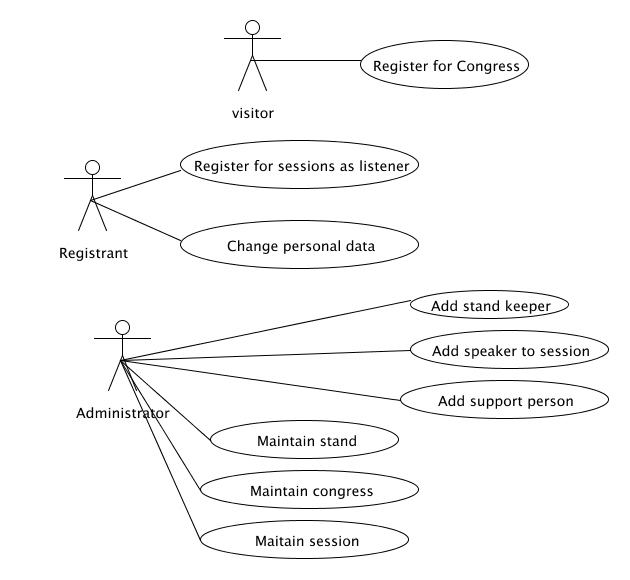 Register for Congress
visitor
Register for sessions as listener
Registrant
Change personal data
Add stand keeper
Add speaker to session
Add support person
Administrator
Maintain stand
Maintain congress
Maitain session